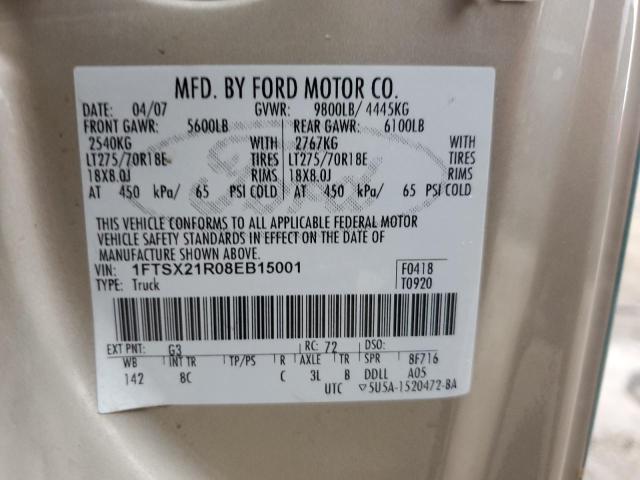 MFD. BY FORD MOTOR CO.
DATE: 04/07 GVWR: 9800LB/ 4445KG
FRONT GAWR: 5600LB REAR GAWR: 6100LB
2540KG WITH 2767KG WITH
LT275/70R18E TIRES LT275/70R18E TIRES
18X8.0J RIMS 18X8.0J RIMS
AT 450 kPa/ 65 PSI COLD AT 450 kPa/ 65 PSI COLD
Ford
THIS VEHICLE CONFORMS TO ALL APPLICABLE FEDERAL MOTOR
VEHICLE SAFETY STANDARDS IN EFFECT ON THE DATE OF
MANUFACTURE SHOWN ABOVE.
VIN: 1FTSX21R08EB15001 F0418
TYPE: Truck T0920
EXT PNT: G3 RC: 72 DSO:
WB INT TR TP/PS R AXLE TR SPR 8F716
142 8C C 3L B DDLL A05
UTC ▽5U5A-1520472-BA